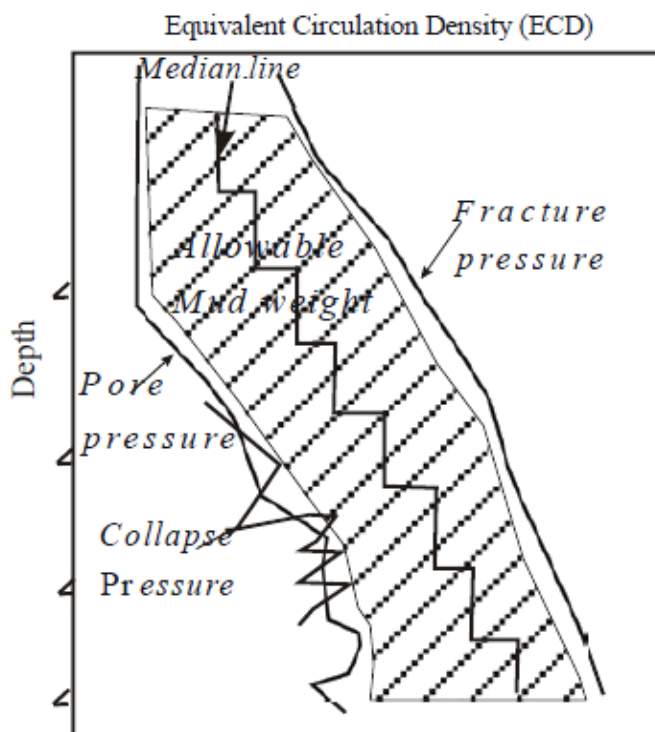 Equivalent Circulation Density (ECD)
Median.line
Fracture
pressure
Allowable
Mud weight
Depth
Pore
pressure
Collapse
Pressure